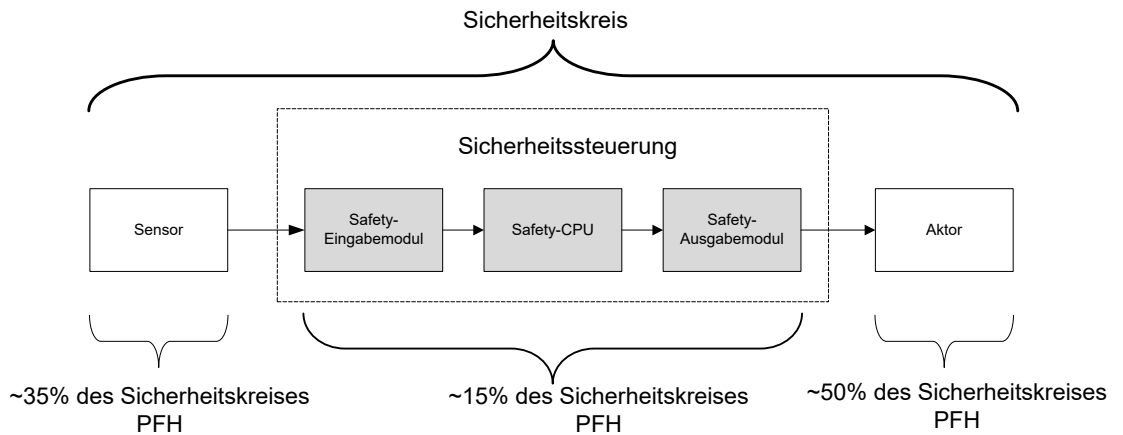 Sicherheitskreis
Sicherheitssteuerung
Sensor
Safety-
Eingabemodul
Safety-CPU
Safety-
Ausgabemodul
Aktor
~35% des Sicherheitskreises
PFH
~15% des Sicherheitskreises
PFH
~50% des Sicherheitskreises
PFH